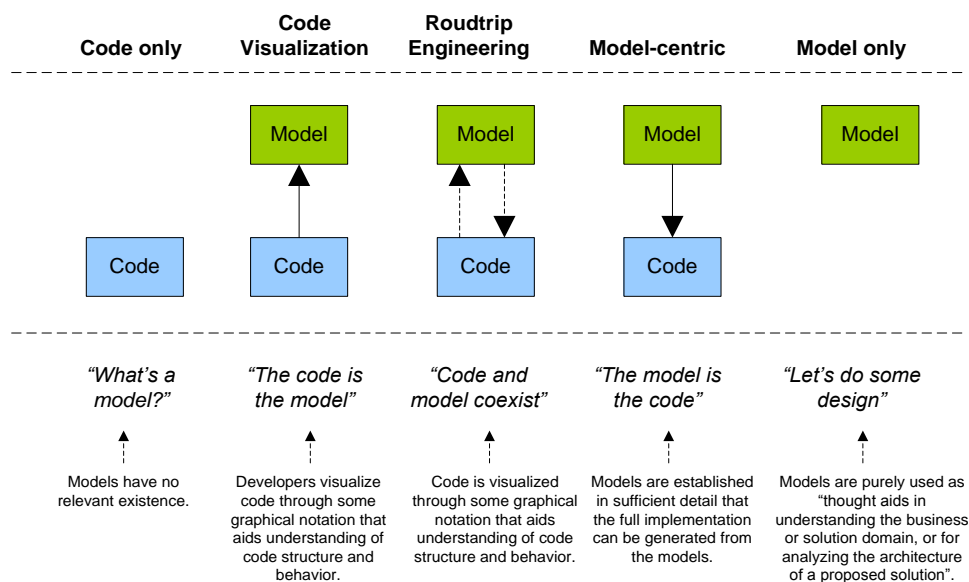 Code only
Code
Visualization
Roudtrip
Engineering
Model-centric
Model only
Model
Model
Model
Model
Code
Code
Code
Code
“What’s a
model?”
“The code is
the model”
“Code and
model coexist”
“The model is
the code”
“Let’s do some
design”
Models have no
relevant existence.
Developers visualize
code through some
graphical notation that
aids understanding of
code structure and
behavior.
Code is visualized
through some graphical
notation that aids
understanding of code
structure and behavior.
Models are established
in sufficient detail that
the full implementation
can be generated from
the models.
Models are purely used as
“thought aids in
understanding the business
or solution domain, or for
analyzing the architecture
of a proposed solution”.